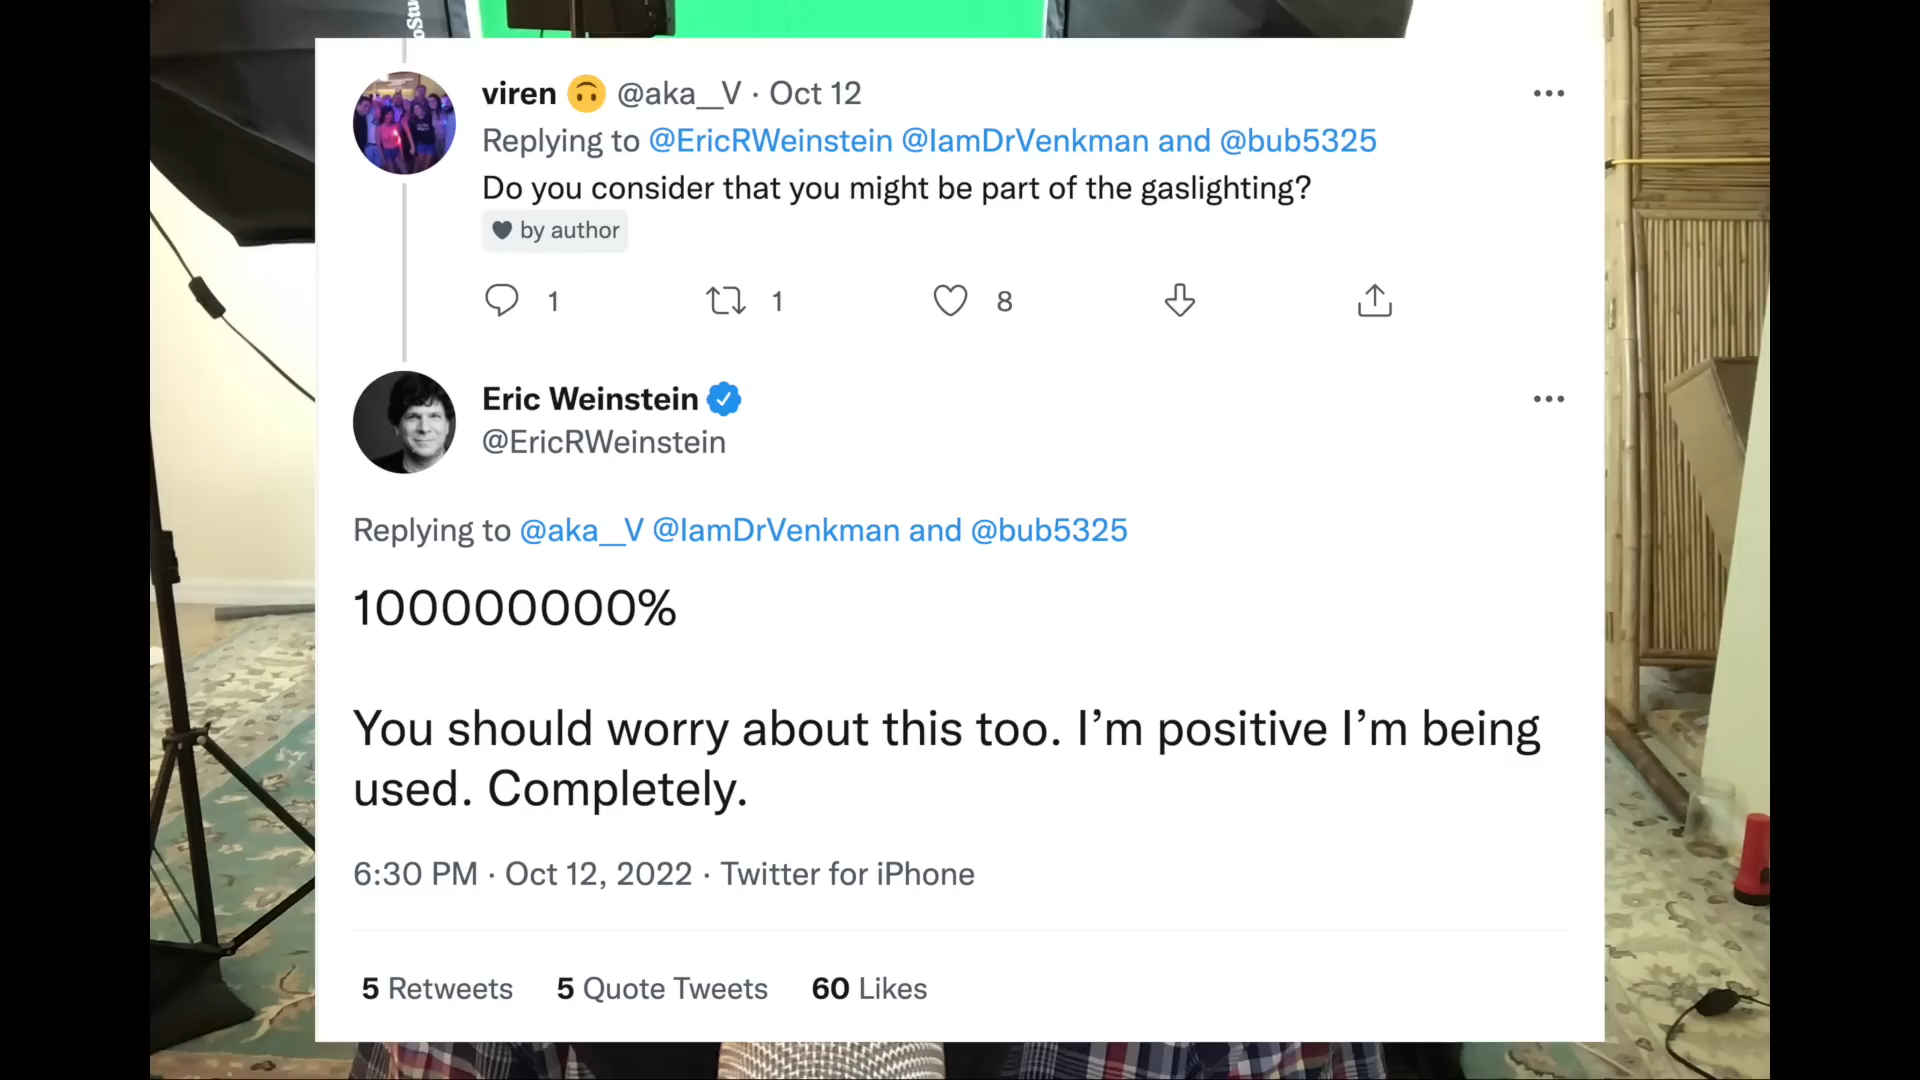 oStu
viren 🙃 @aka__V · Oct 12
Replying to @EricRWeinstein @IamDrVenkman and @bub5325
Do you consider that you might be part of the gaslighting?
by author
1 1 8
Eric Weinstein
@EricRWeinstein
Replying to @aka__V @IamDrVenkman and @bub5325
100000000%
You should worry about this too. I’m positive I’m being
used. Completely.
6:30 PM · Oct 12, 2022 · Twitter for iPhone
5 Retweets 5 Quote Tweets 60 Likes